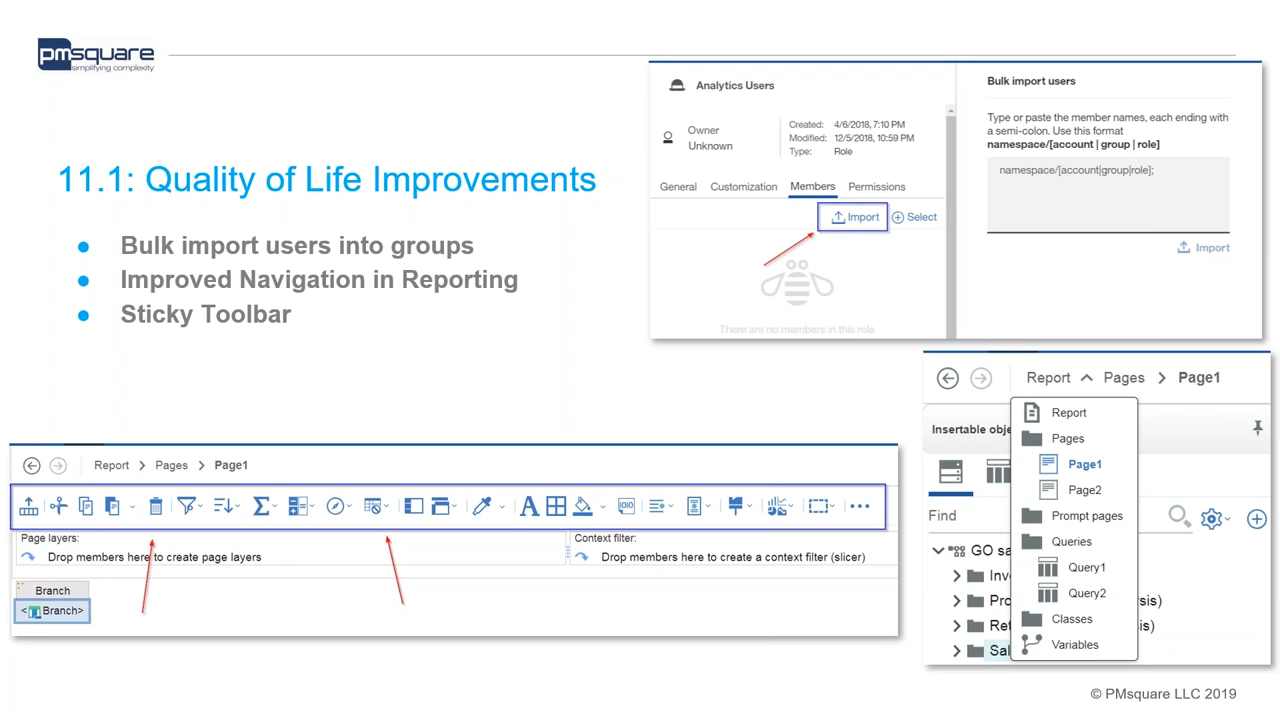 pmsquare
simplifying complexity
11.1: Quality of Life Improvements
● Bulk import users into groups
● Improved Navigation in Reporting
● Sticky Toolbar
Analytics Users
Owner
Unknown
Created: 4/6/2018, 7:10 PM
Modified: 12/5/2018, 10:59 PM
Type: Role
General Customization Members Permissions
Import Select
There are no members in this role
Bulk import users
Type or paste the member names, each ending with
a semi-colon. Use this format
namespace/[account | group | role]
namespace/[account|group|role];
Import
Report > Pages > Page1
Page layers:
Drop members here to create page layers
Context filter:
Drop members here to create a context filter (slicer)
Branch
<Branch>
Report Pages > Page1
Insertable obje
Find
GO sa
Inv
Pro
Ret
Sal
ysis)
sis)
Report
Pages
Page1
Page2
Prompt pages
Queries
Query1
Query2
Classes
Variables
© PMsquare LLC 2019